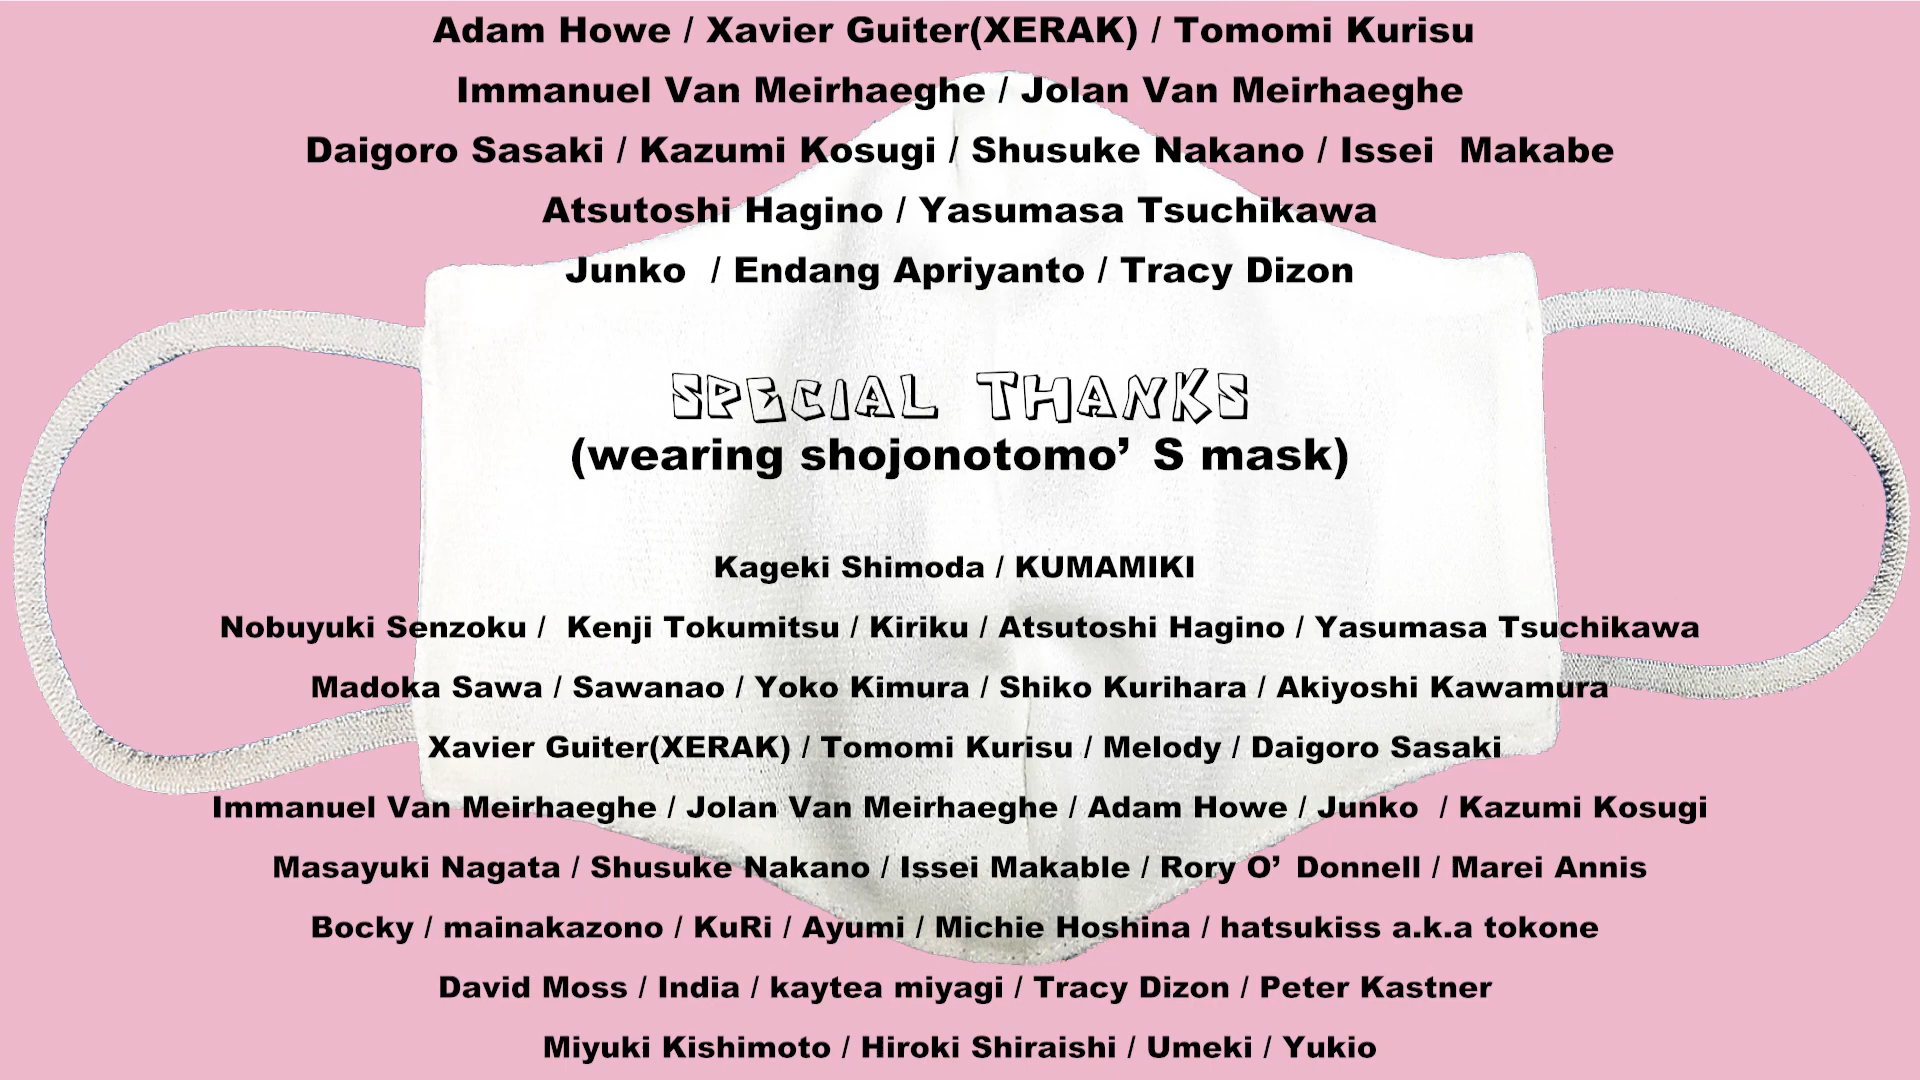 Adam Howe / Xavier Guiter(XERAK) / Tomomi Kurisu
Immanuel Van Meirhaeghe / Jolan Van Meirhaeghe
Daigoro Sasaki / Kazumi Kosugi / Shusuke Nakano / Issei  Makabe
Atsutoshi Hagino / Yasumasa Tsuchikawa
Junko  / Endang Apriyanto / Tracy Dizon
SPECIAL THANKS
(wearing shojonotomo’ S mask)
Kageki Shimoda / KUMAMIKI
Nobuyuki Senzoku /  Kenji Tokumitsu / Kiriku / Atsutoshi Hagino / Yasumasa Tsuchikawa
Madoka Sawa / Sawanao / Yoko Kimura / Shiko Kurihara / Akiyoshi Kawamura
Xavier Guiter(XERAK) / Tomomi Kurisu / Melody / Daigoro Sasaki
Immanuel Van Meirhaeghe / Jolan Van Meirhaeghe / Adam Howe / Junko  / Kazumi Kosugi
Masayuki Nagata / Shusuke Nakano / Issei Makable / Rory O’ Donnell / Marei Annis
Bocky / mainakazono / KuRi / Ayumi / Michie Hoshina / hatsukiss a.k.a tokone
David Moss / India / kaytea miyagi / Tracy Dizon / Peter Kastner
Miyuki Kishimoto / Hiroki Shiraishi / Umeki / Yukio